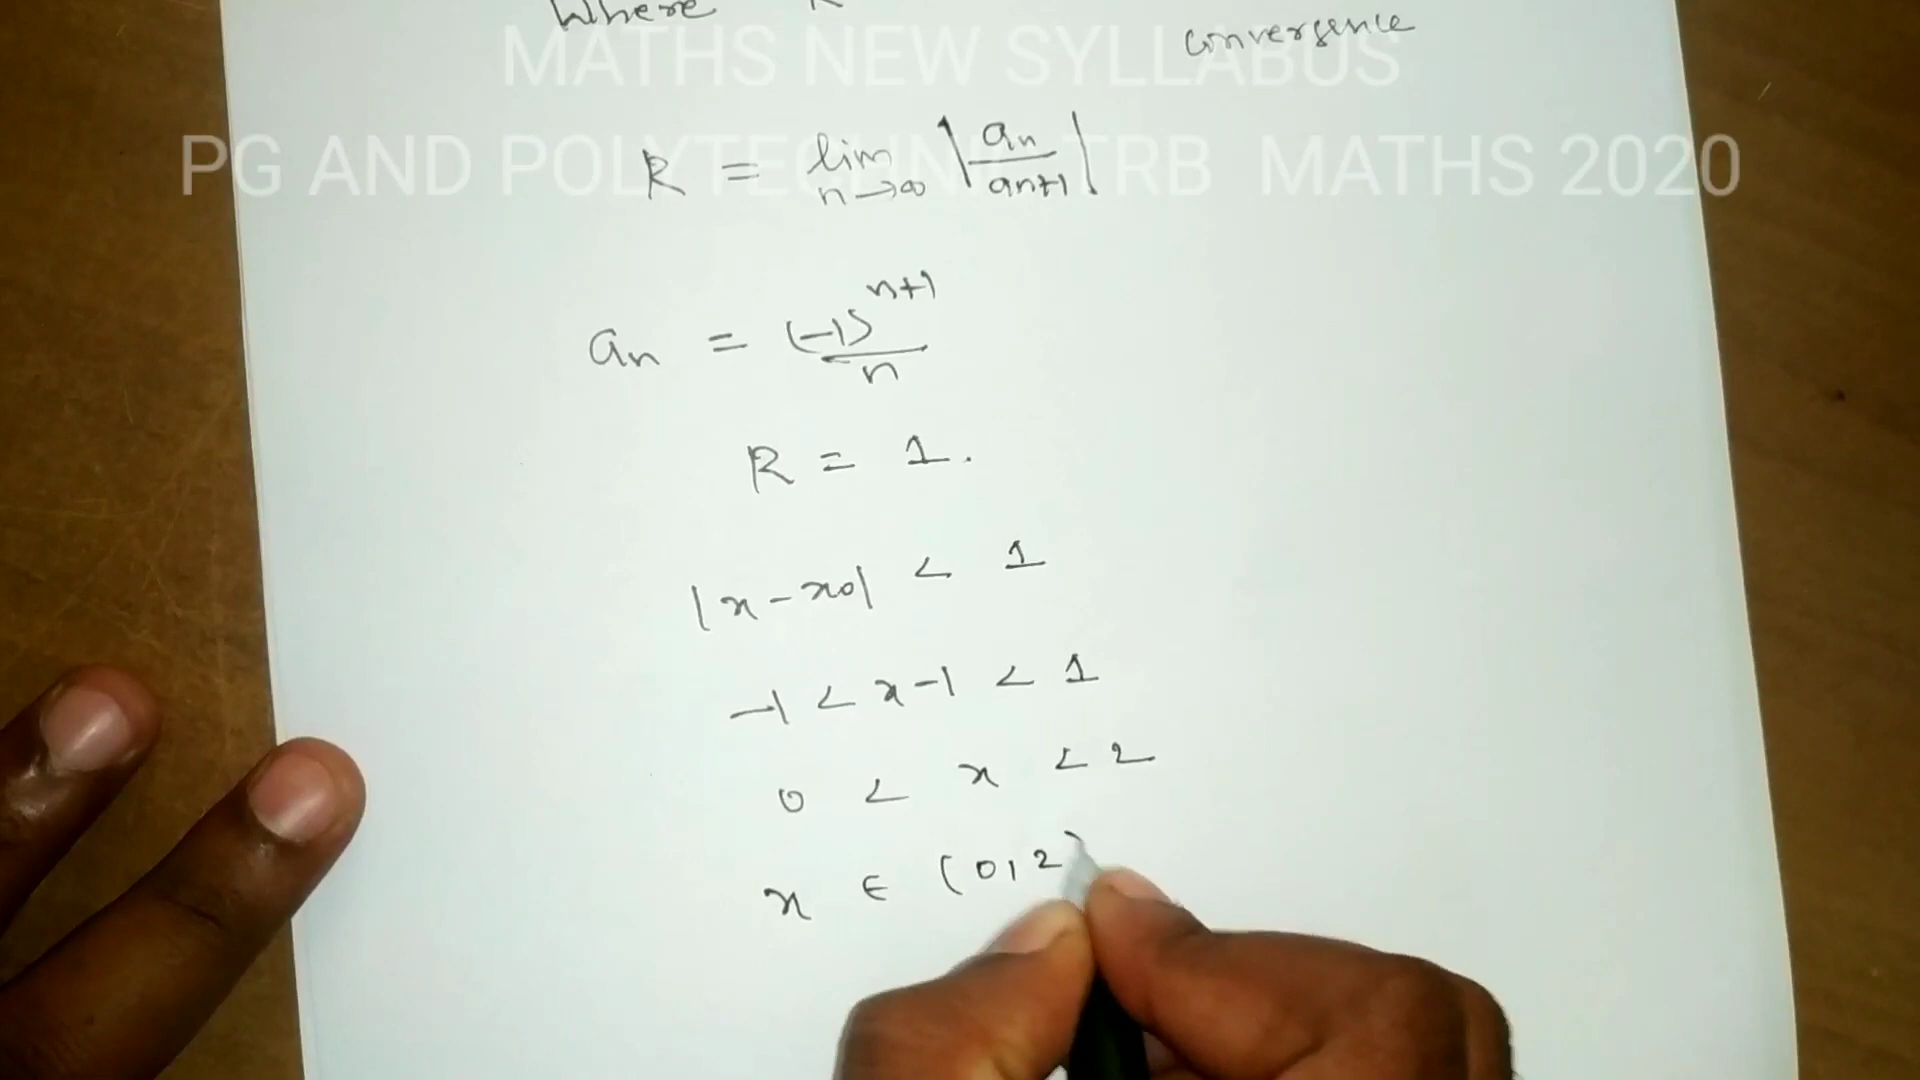 Where R
convergence
MATHS NEW SYLLABUS
PG AND POLYTECHNIC TRB MATHS 2020
R = lim n→∞ |an/an+1|
an = (-1)^n+1/n
R = 1.
|x-x0| < 1
-1 < x-1 < 1
0 < x < 2
x ∈ (0,2)